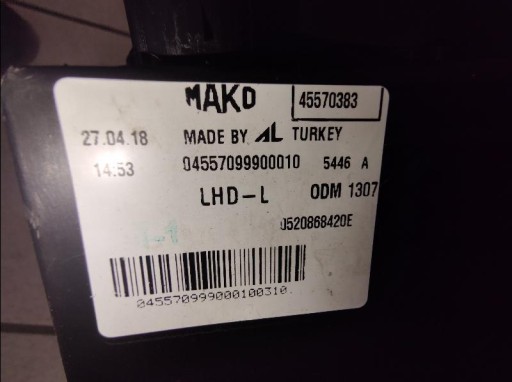 MAKO 45570383
27.04.18 MADE BY AL TURKEY
14:53 04557099900010 5446 A
LHD-L ODM 1307
0520868420E
045570999000100310